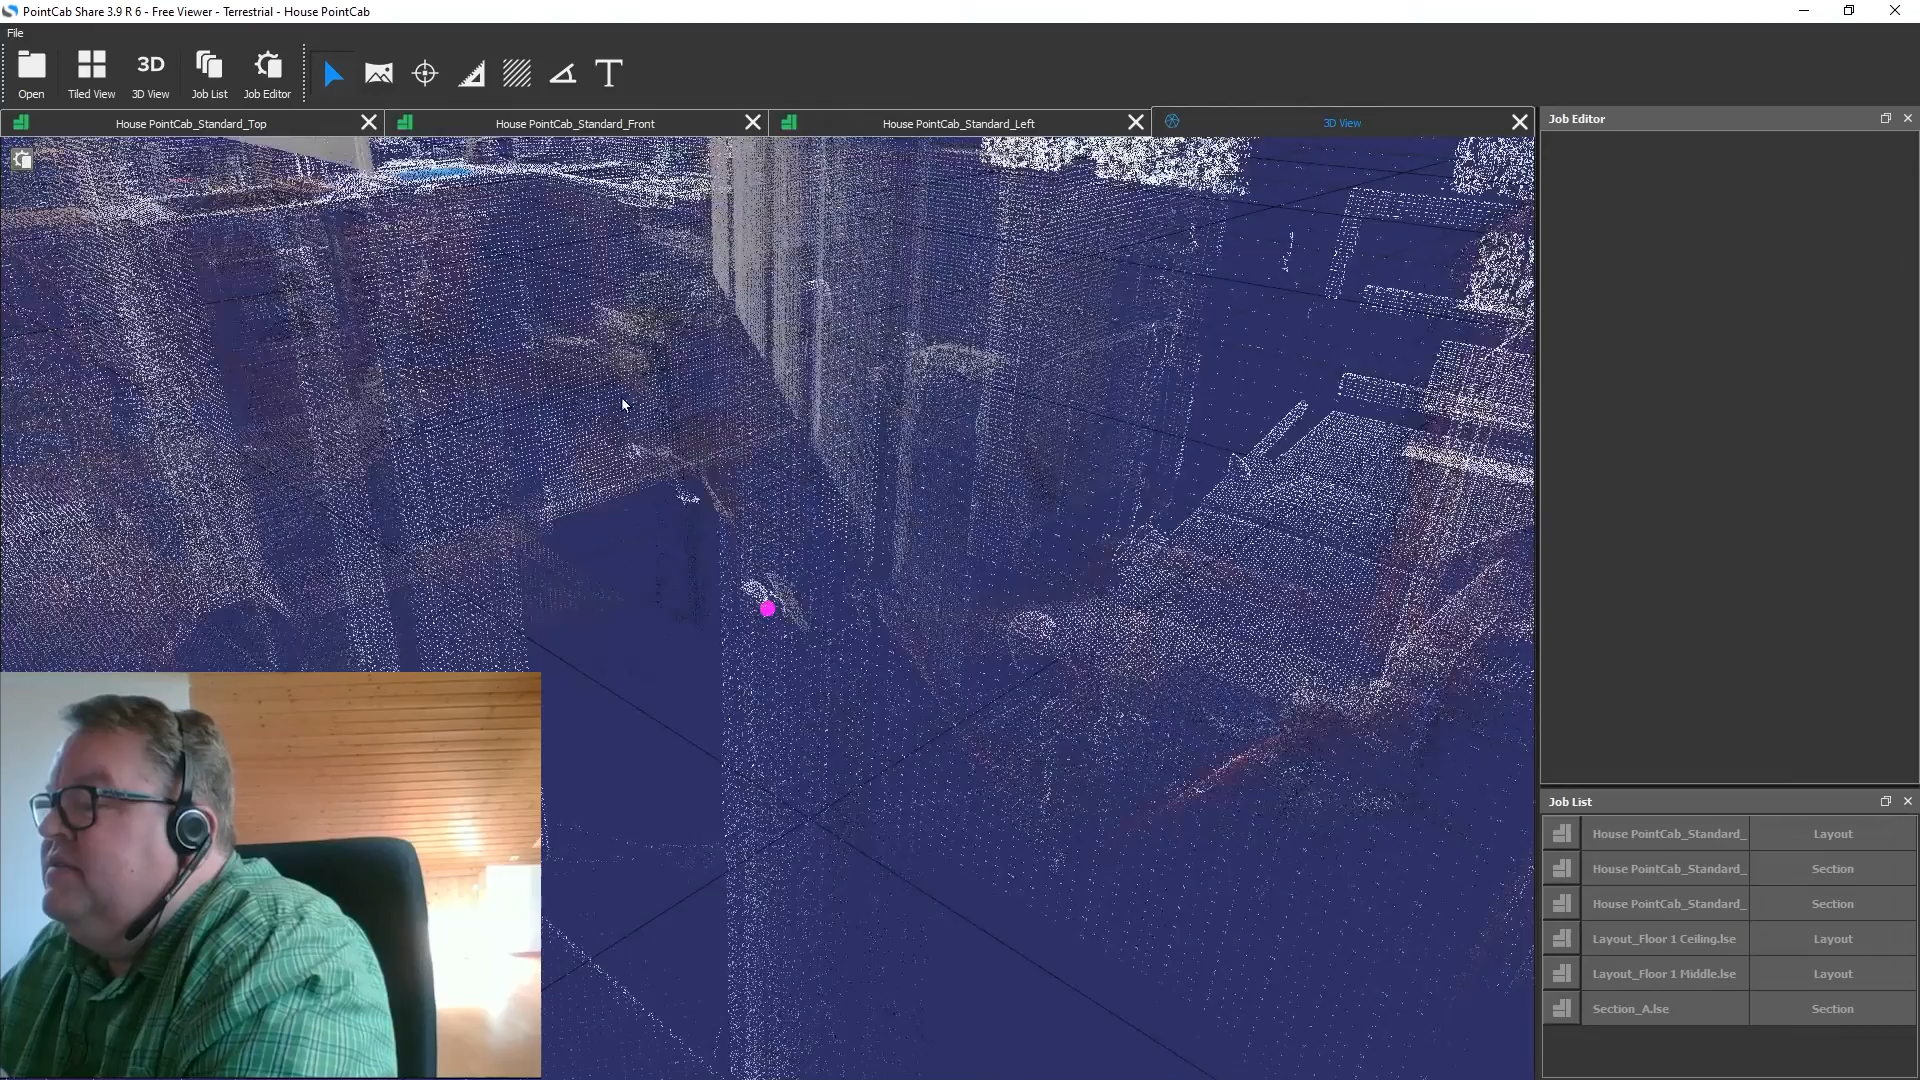 PointCab Share 3.9 R 6 - Free Viewer - Terrestrial - House PointCab
File
3D
Open
Tiled View
3D View
Job List
Job Editor
T
House PointCab_Standard_Top
House PointCab_Standard_Front
House PointCab_Standard_Left
3D View
Job Editor
Job List
House PointCab_Standard_ Layout
House PointCab_Standard_ Section
House PointCab_Standard_ Section
Layout_Floor 1 Ceiling.lse Layout
Layout_Floor 1 Middle.lse Layout
Section_A.lse Section